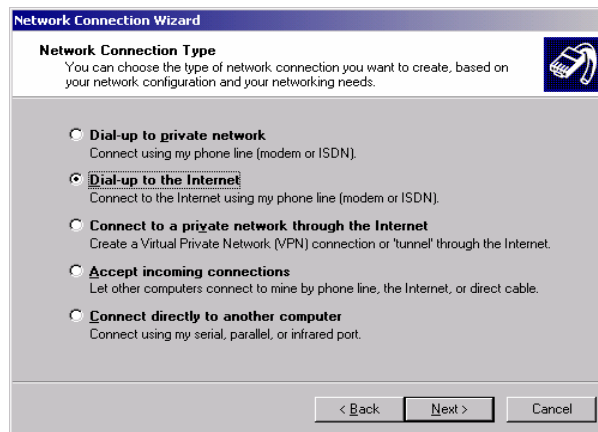 Network Connection Wizard
Network Connection Type
You can choose the type of network connection you want to create, based on
your network configuration and your networking needs.
Dial-up to private network
Connect using my phone line (modem or ISDN).
Dial-up to the Internet
Connect to the Internet using my phone line (modem or ISDN).
Connect to a private network through the Internet
Create a Virtual Private Network (VPN) connection or 'tunnel' through the Internet.
Accept incoming connections
Let other computers connect to mine by phone line, the Internet, or direct cable.
Connect directly to another computer
Connect using my serial, parallel, or infrared port.
< Back Next > Cancel